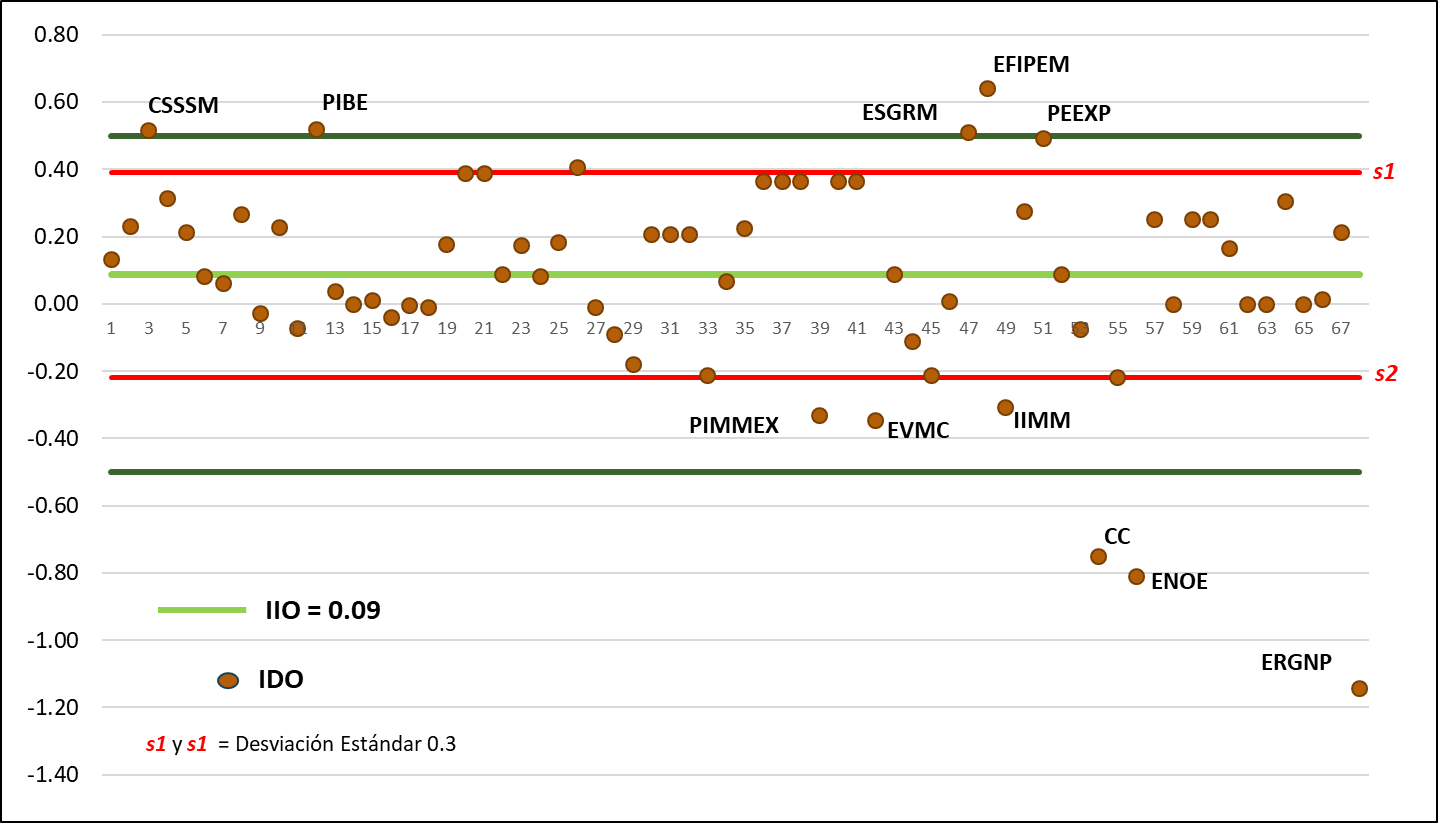 0.80
EFIPEM
0.60
CSSSM
PIBE
ESGRM
PEEXP
0.40
s1
0.20
0.00
1 3 5 7 9 13 15 17 19 21 23 25 27 29 31 33 35 37 39 41 43 45 47 49 51 55 57 59 61 63 65 67
-0.20
s2
-0.40
PIMMEX
EVMC
IIMM
-0.60
CC
-0.80
ENOE
IIO = 0.09
-1.00
ERGNP
IDO
-1.20
s1 y s1 = Desviación Estándar 0.3
-1.40